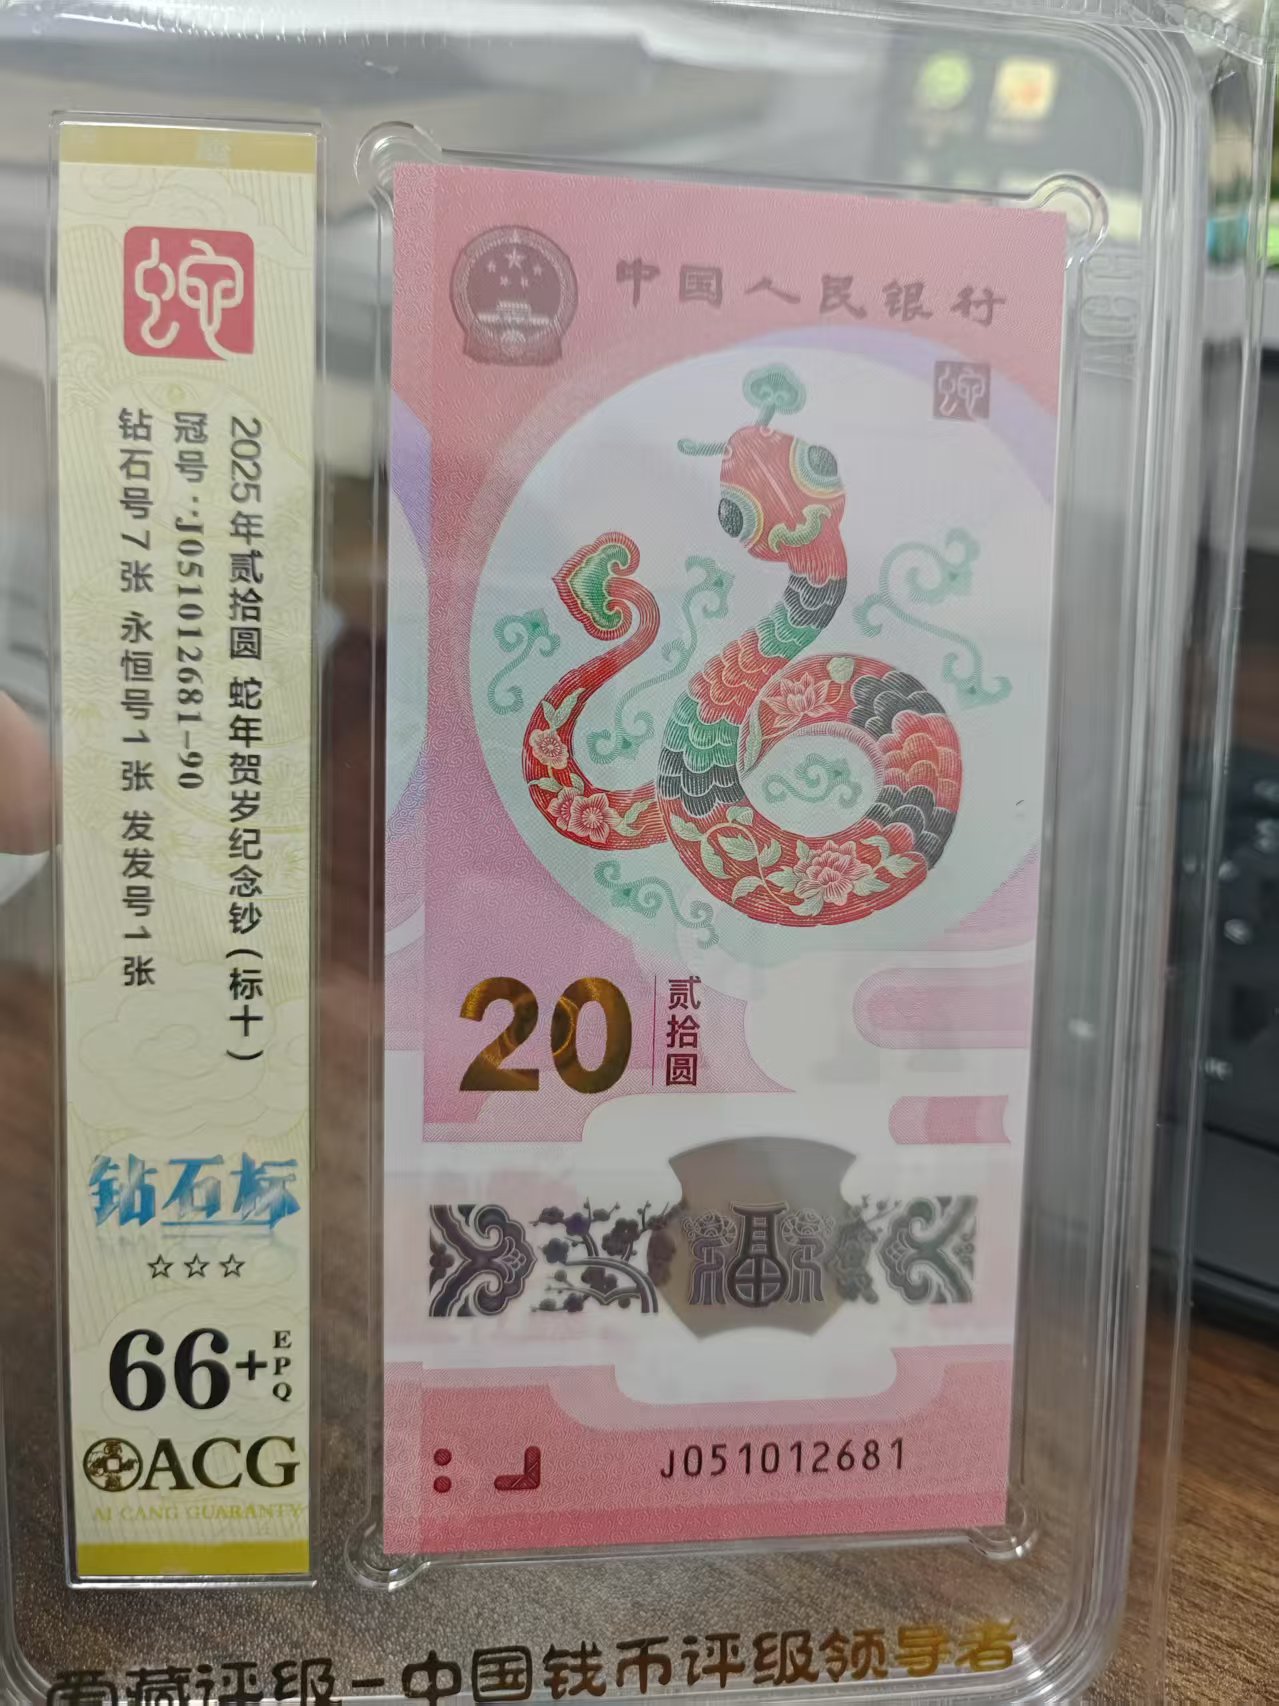 蛇
2025年贰拾圆 蛇年贺岁纪念钞(标十)
冠号:J051012681-90
钻石号7张 永恒号1张 发发号1张
钻石标
☆☆☆
66+
EPQ
ACG
AI CANG GUARANTY
中国人民银行
蛇
20
贰拾圆
福
J051012681
藏评级-中国钱币评级领导者